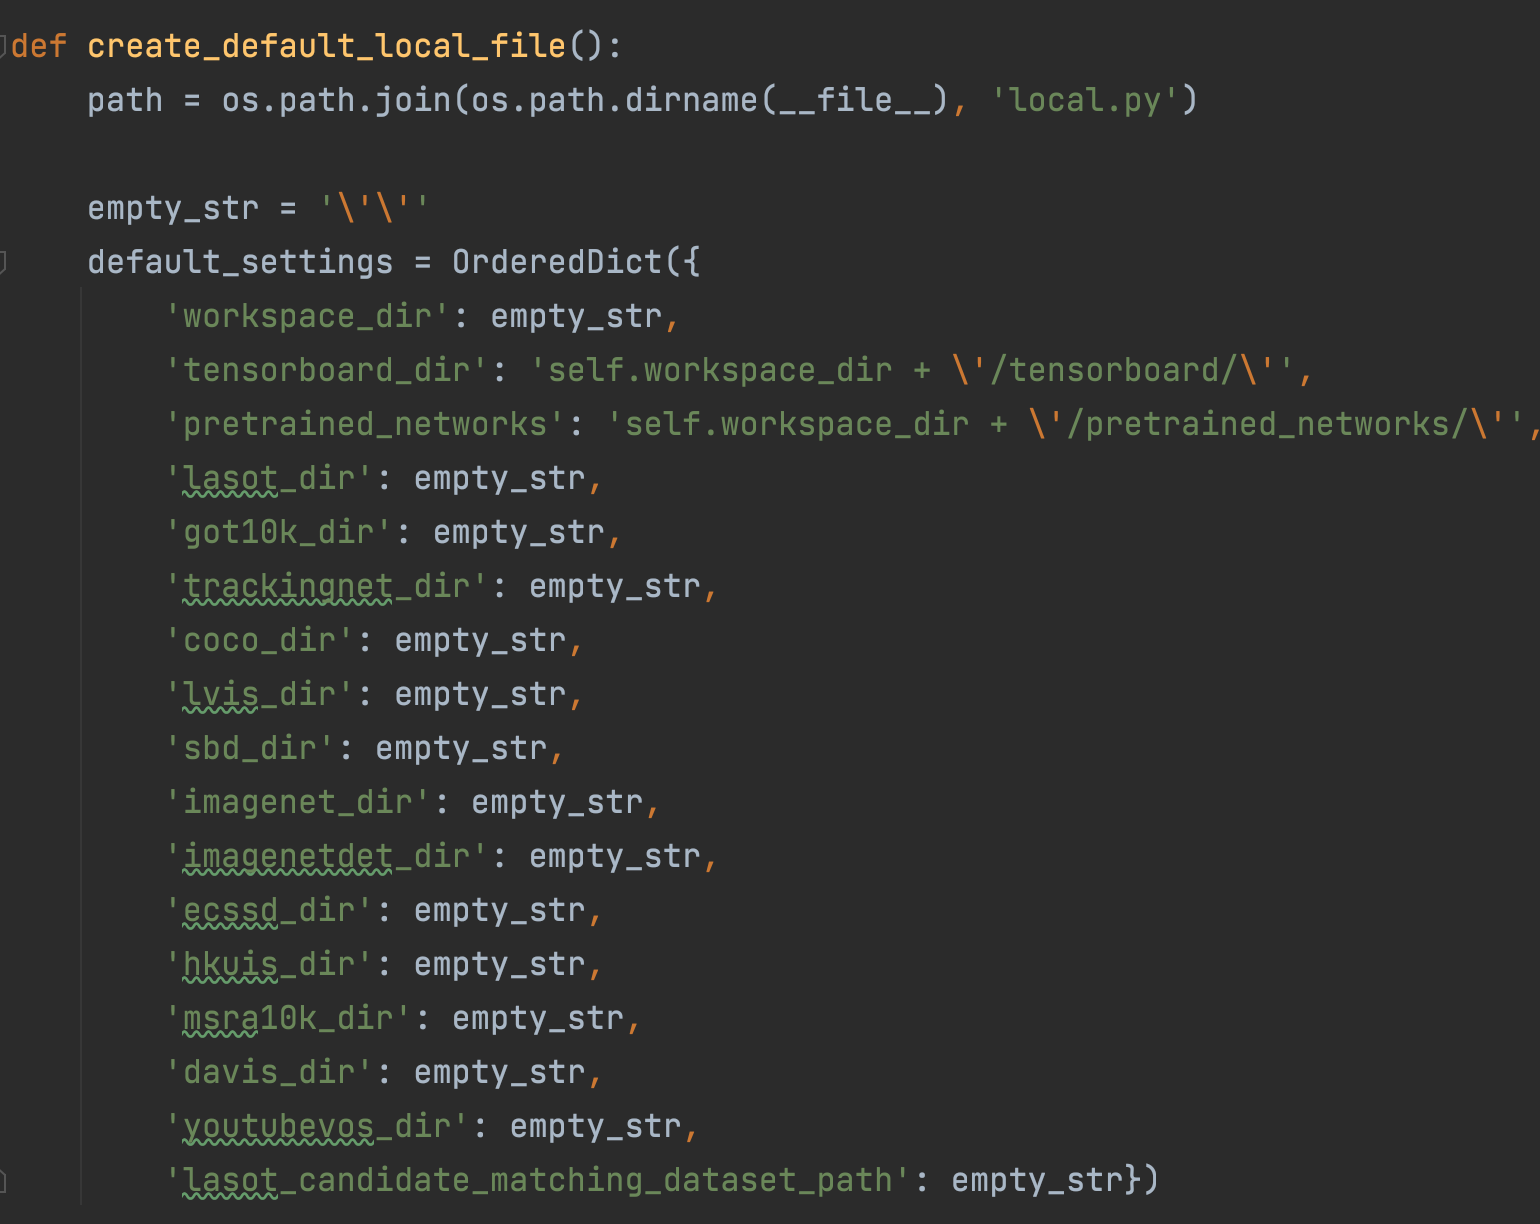 def create_default_local_file():
    path = os.path.join(os.path.dirname(__file__), 'local.py')
    empty_str = '\'\''
    default_settings = OrderedDict({
        'workspace_dir': empty_str,
        'tensorboard_dir': 'self.workspace_dir + \'/tensorboard/\'',
        'pretrained_networks': 'self.workspace_dir + \'/pretrained_networks/\'',
        'lasot_dir': empty_str,
        'got10k_dir': empty_str,
        'trackingnet_dir': empty_str,
        'coco_dir': empty_str,
        'lvis_dir': empty_str,
        'sbd_dir': empty_str,
        'imagenet_dir': empty_str,
        'imagenetdet_dir': empty_str,
        'ecssd_dir': empty_str,
        'hkuis_dir': empty_str,
        'msra10k_dir': empty_str,
        'davis_dir': empty_str,
        'youtubevos_dir': empty_str,
        'lasot_candidate_matching_dataset_path': empty_str})